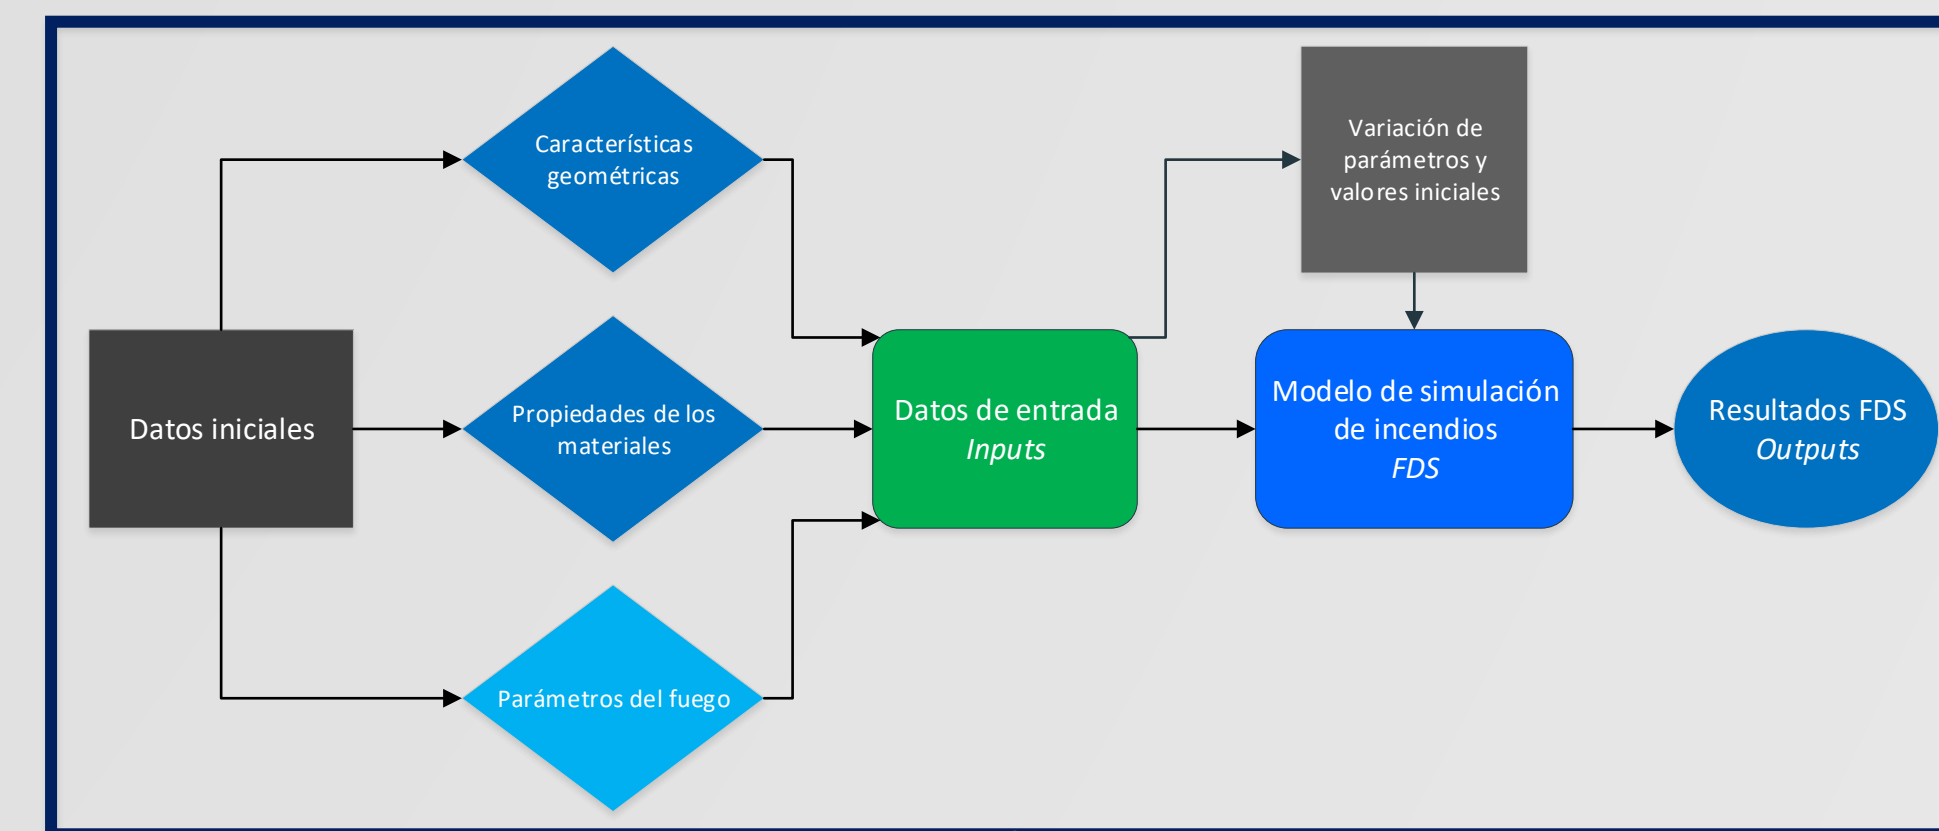 Datos iniciales
Características
geométricas
Propiedades de los
materiales
Parámetros del fuego
Datos de entrada
Inputs
Variación de
parámetros y
valores iniciales
Modelo de simulación
de incendios
FDS
Resultados FDS
Outputs